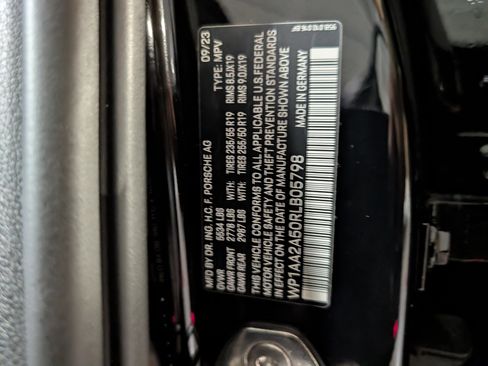 MFD BY DR. ING. H.C. F. PORSCHE AG 09/23
GVWR 5534 LBS TYPE: MPV
GAWR FRONT 2778 LBS WITH: TIRES 235/55 R19 RIMS 8.5JX19
GAWR REAR 2987 LBS WITH: TIRES 255/50 R19 RIMS 9.0JX19
THIS VEHICLE CONFORMS TO ALL APPLICABLE U.S. FEDERAL
MOTOR VEHICLE SAFETY AND THEFT PREVENTION STANDARDS
IN EFFECT ON THE DATE OF MANUFACTURE SHOWN ABOVE
WP1AA2A50RLB05798 MADE IN GERMANY